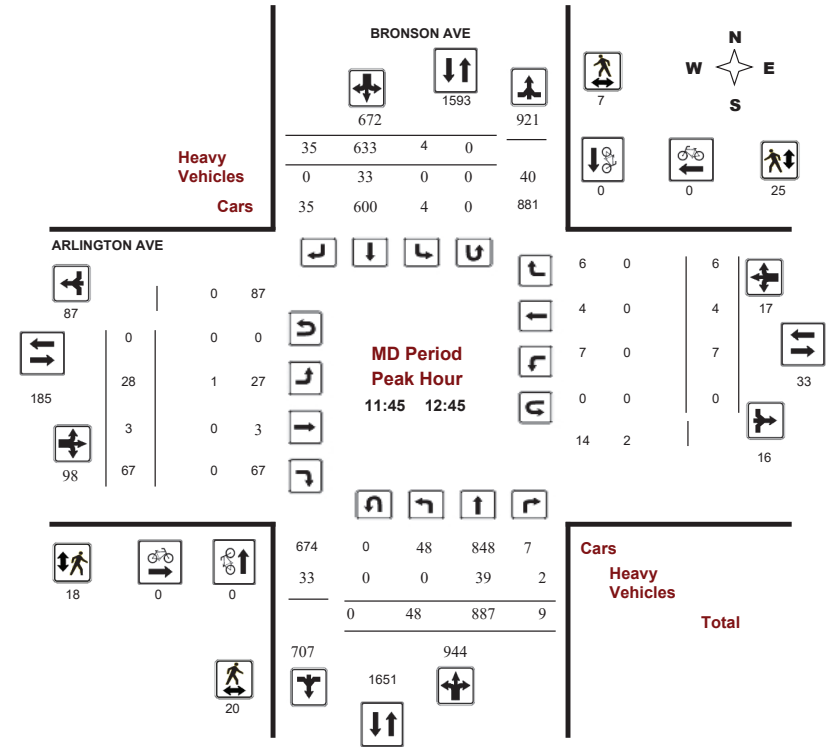 BRONSON AVE
N
W E
S
7
1593
672 921
35 633 4 0
Heavy
Vehicles
0 33 0 0 40
Cars
35 600 4 0 881
0 0 25
ARLINGTON AVE
87
0 87
6 0 6
17
4 0 4
0 0 0
185
28 1 27
7 0 7
33
MD Period
Peak Hour
11:45 12:45
0 0 0
3 0 3
14 2
16
98
67 0 67
674 0 48 848 7
Cars
33 0 0 39 2
Heavy
Vehicles
18 0 0
0 48 887 9
Total
707 944
1651
20